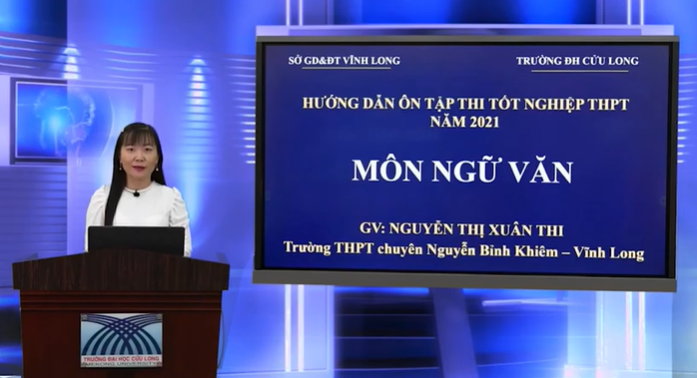 SỞ GD&ĐT VĨNH LONG
TRƯỜNG ĐH CỬU LONG
HƯỚNG DẪN ÔN TẬP THI TỐT NGHIỆP THPT
NĂM 2021
MÔN NGỮ VĂN
GV: NGUYỄN THỊ XUÂN THI
Trường THPT chuyên Nguyễn Bỉnh Khiêm – Vĩnh Long
TRƯỜNG ĐẠI HỌC CỬU LONG